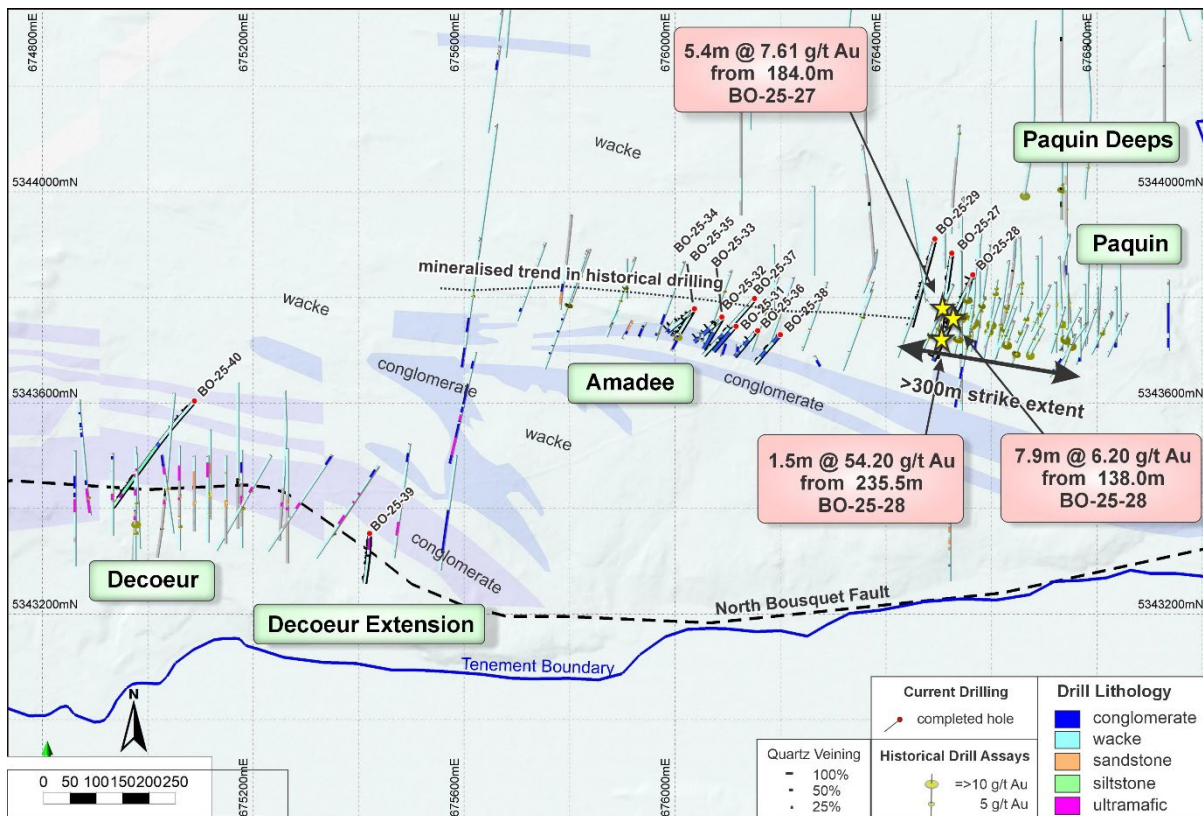 674800mE
675200mE
675600mE
676000mE
676400mE
676800mE
5.4m @ 7.61 g/t Au
from 184.0m
BO-25-27
wacke
Paquin Deeps
5344000mN
5344000mN
BO-25-34
BO-25-35
BO-25-33
BO-25-29
BO-25-27
BO-25-28
Paquin
mineralised trend in historical drilling
BO-25-32
BO-25-37
BO-25-31
BO-25-36
BO-25-38
wacke
BO-25-40
conglomerate
Amadee
conglomerate
>300m strike extent
5343600mN
5343600mN
wacke
1.5m @ 54.20 g/t Au
from 235.5m
BO-25-28
7.9m @ 6.20 g/t Au
from 138.0m
BO-25-28
BO-25-39
conglomerate
Decoeur
Decoeur Extension
North Bousquet Fault
5343200mN
5343200mN
Tenement Boundary
N
0 50 100150200250
675200mE
675600mE
676000mE
Current Drilling
completed hole
Quartz Veining
100%
50%
25%
Historical Drill Assays
=>10 g/t Au
5 g/t Au
Drill Lithology
conglomerate
wacke
sandstone
siltstone
ultramafic